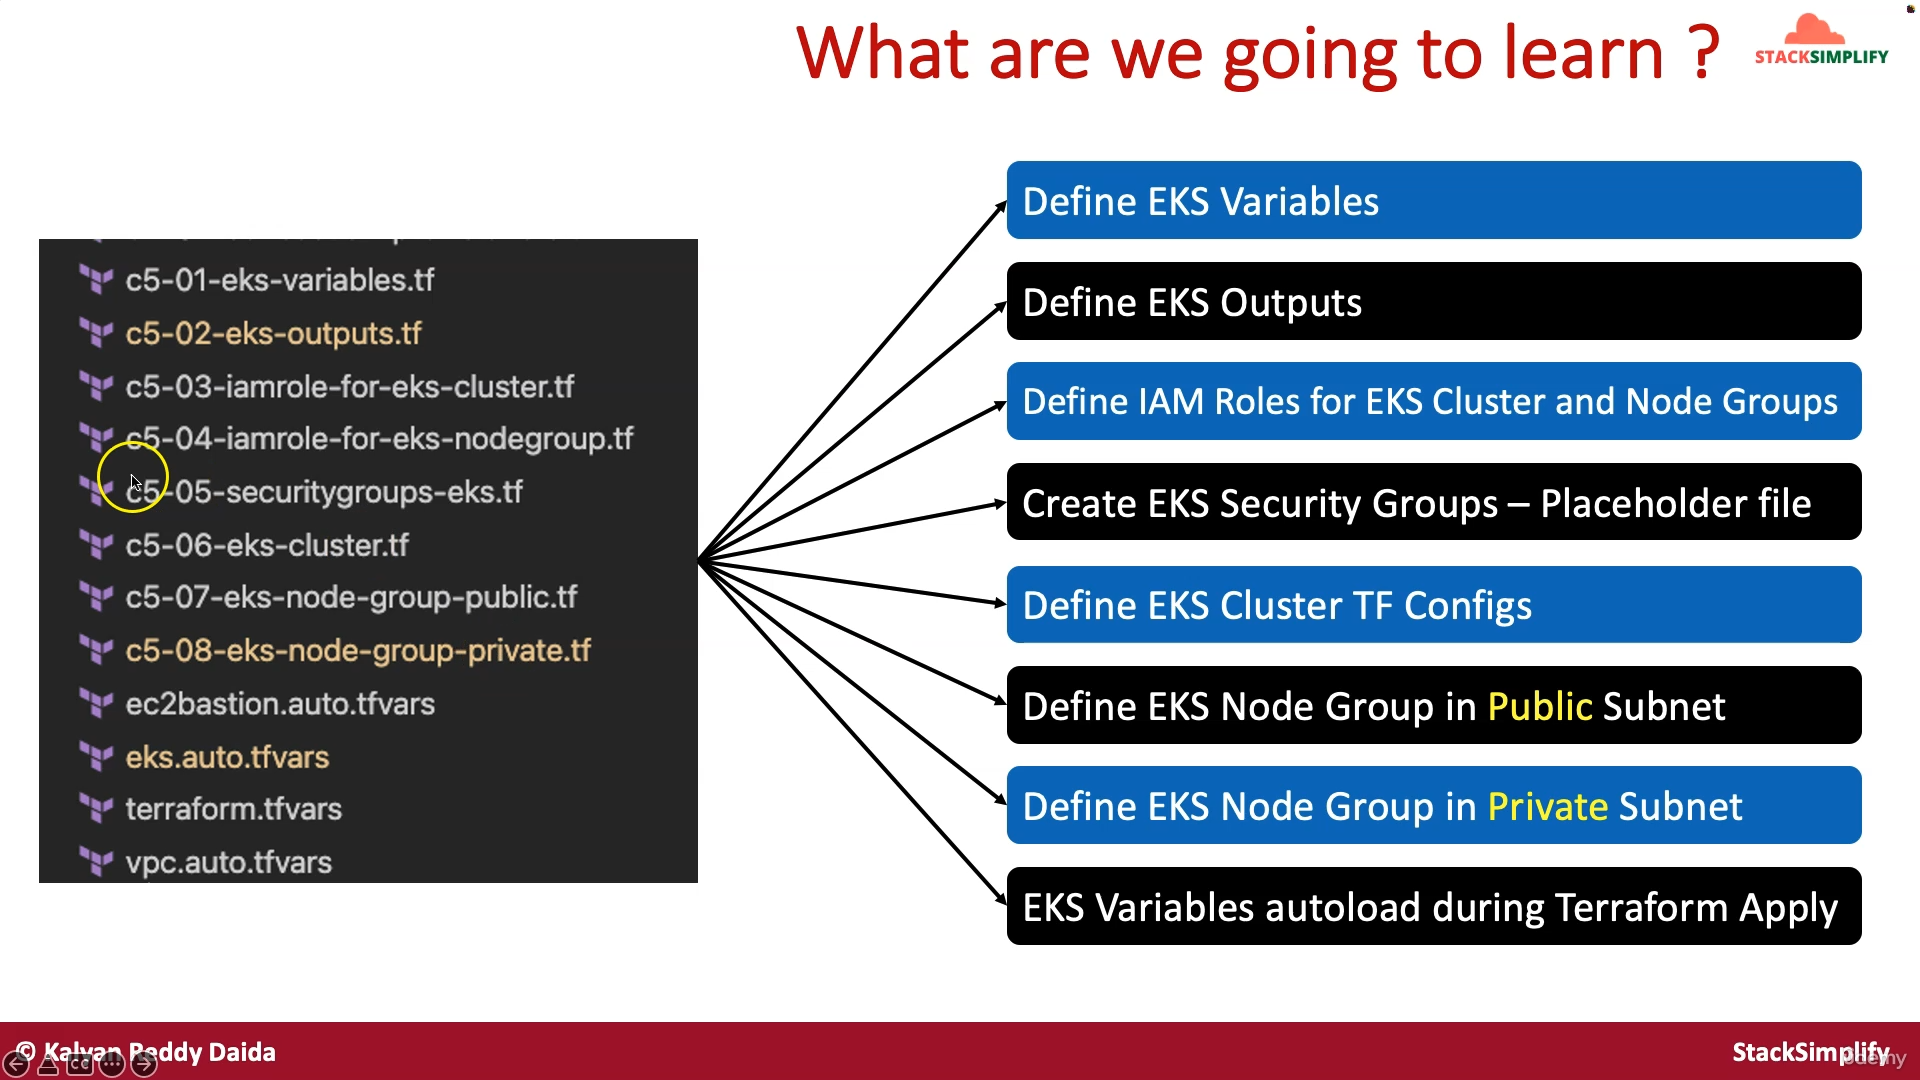 What are we going to learn ?
STACKSIMPLIFY
c5-01-eks-variables.tf
c5-02-eks-outputs.tf
c5-03-iamrole-for-eks-cluster.tf
c5-04-iamrole-for-eks-nodegroup.tf
c5-05-securitygroups-eks.tf
c5-06-eks-cluster.tf
c5-07-eks-node-group-public.tf
c5-08-eks-node-group-private.tf
ec2bastion.auto.tfvars
eks.auto.tfvars
terraform.tfvars
vpc.auto.tfvars
Define EKS Variables
Define EKS Outputs
Define IAM Roles for EKS Cluster and Node Groups
Create EKS Security Groups – Placeholder file
Define EKS Cluster TF Configs
Define EKS Node Group in Public Subnet
Define EKS Node Group in Private Subnet
EKS Variables autoload during Terraform Apply
© Kalyan Reddy Daida
CC
StackSimplify
udemy